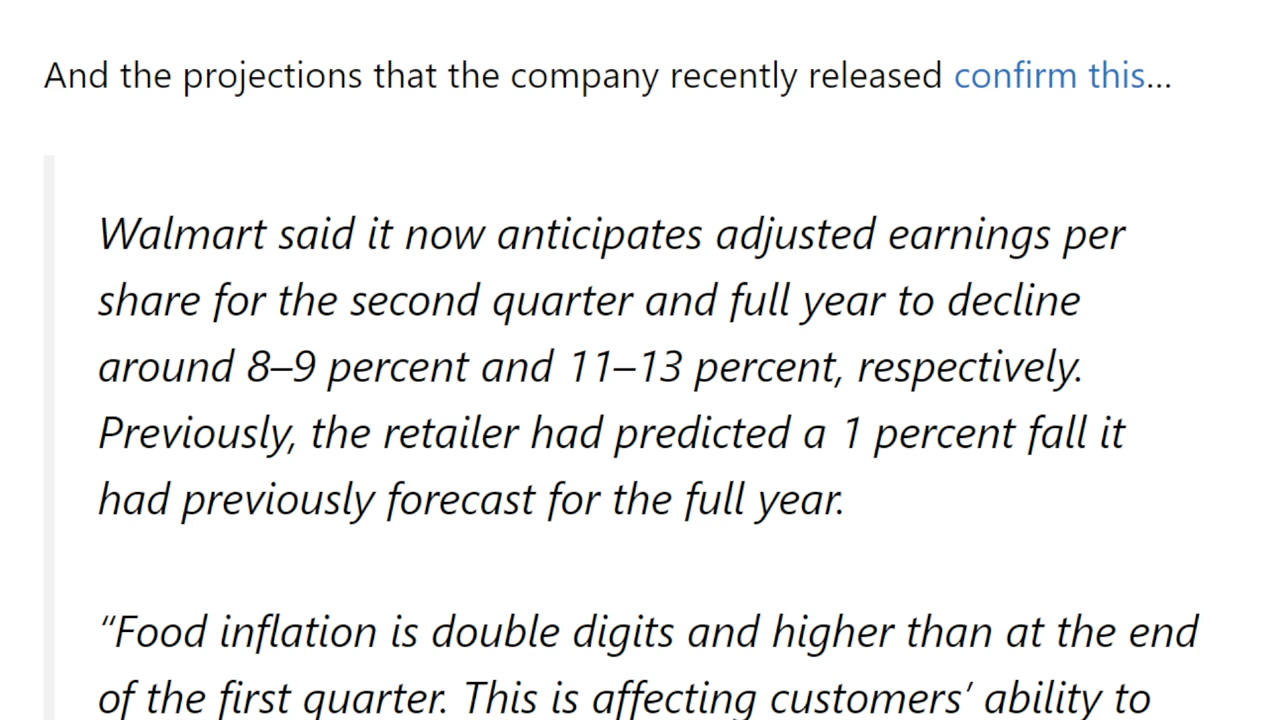 And the projections that the company recently released confirm this...
Walmart said it now anticipates adjusted earnings per
share for the second quarter and full year to decline
around 8–9 percent and 11–13 percent, respectively.
Previously, the retailer had predicted a 1 percent fall it
had previously forecast for the full year.
“Food inflation is double digits and higher than at the end
of the first quarter. This is affecting customers’ ability to